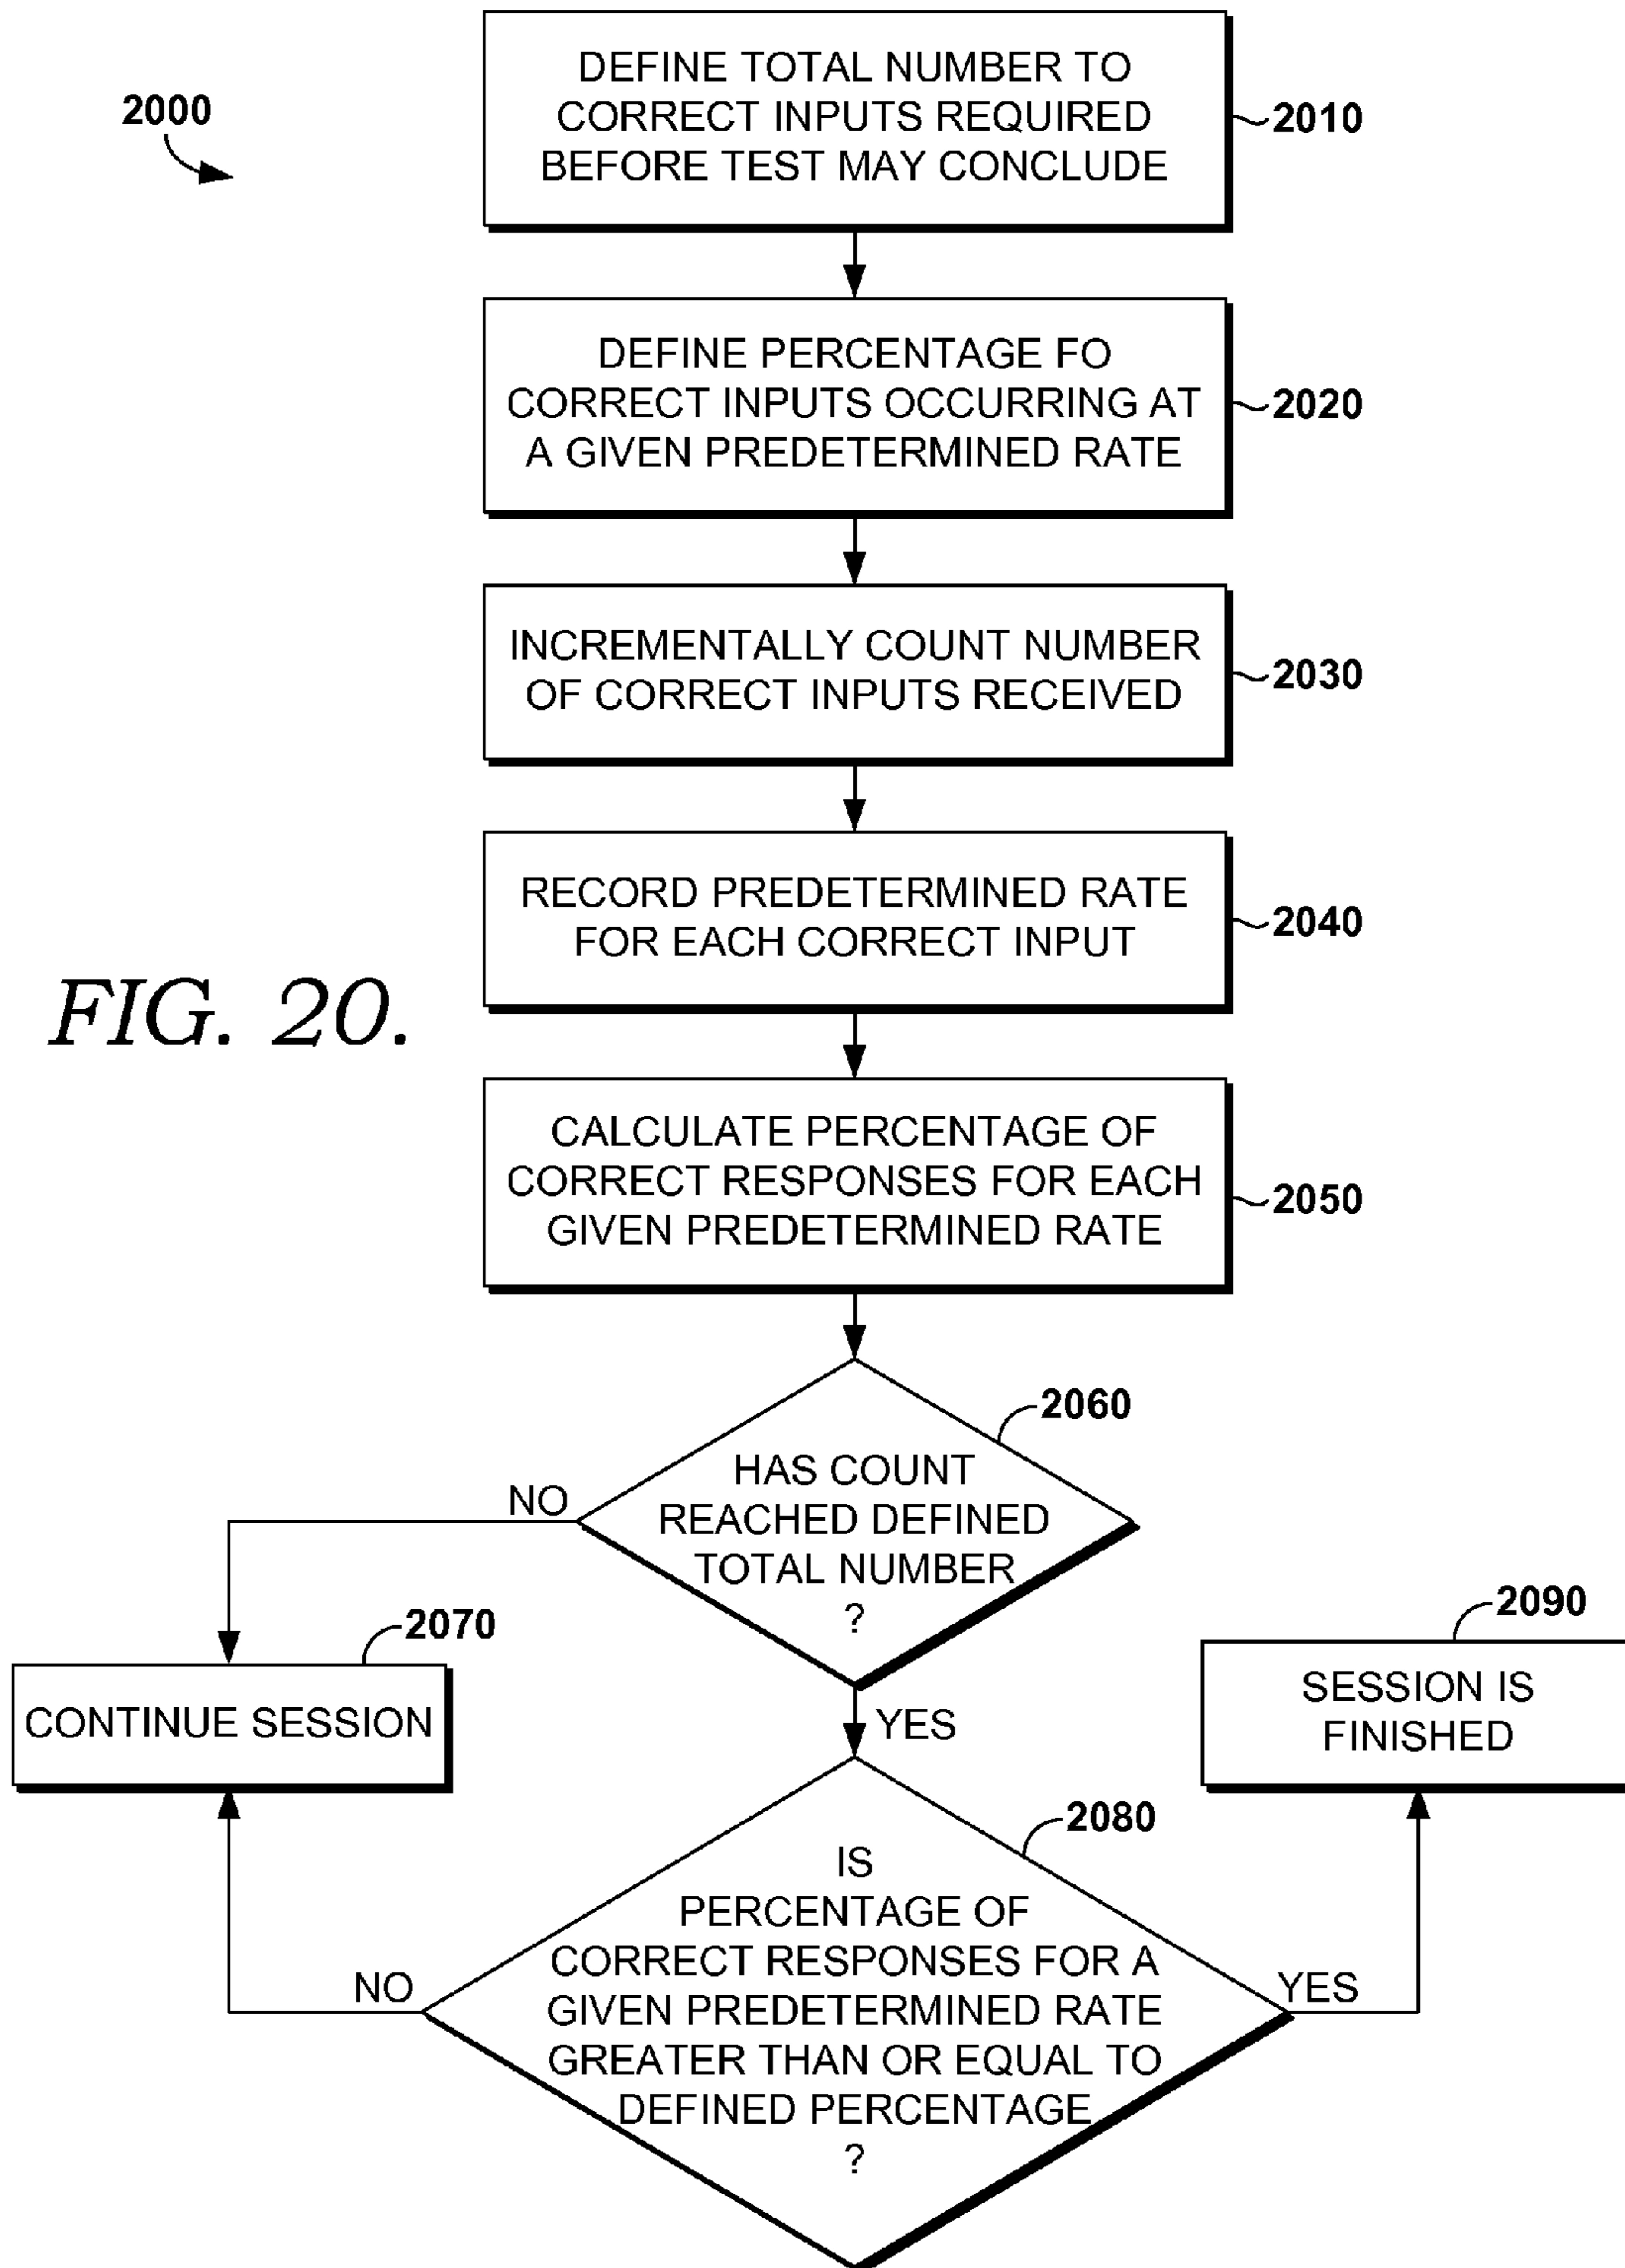 2000
DEFINE TOTAL NUMBER TO
CORRECT INPUTS REQUIRED
BEFORE TEST MAY CONCLUDE
2010
DEFINE PERCENTAGE FO
CORRECT INPUTS OCCURRING AT
A GIVEN PREDETERMINED RATE
2020
INCREMENTALLY COUNT NUMBER
OF CORRECT INPUTS RECEIVED
2030
RECORD PREDETERMINED RATE
FOR EACH CORRECT INPUT
2040
FIG. 20.
CALCULATE PERCENTAGE OF
CORRECT RESPONSES FOR EACH
GIVEN PREDETERMINED RATE
2050
2060
HAS COUNT
REACHED DEFINED
TOTAL NUMBER
?
NO
2070
CONTINUE SESSION
YES
2090
SESSION IS
FINISHED
2080
IS
PERCENTAGE OF
CORRECT RESPONSES FOR A
GIVEN PREDETERMINED RATE
GREATER THAN OR EQUAL TO
DEFINED PERCENTAGE
?
NO
YES